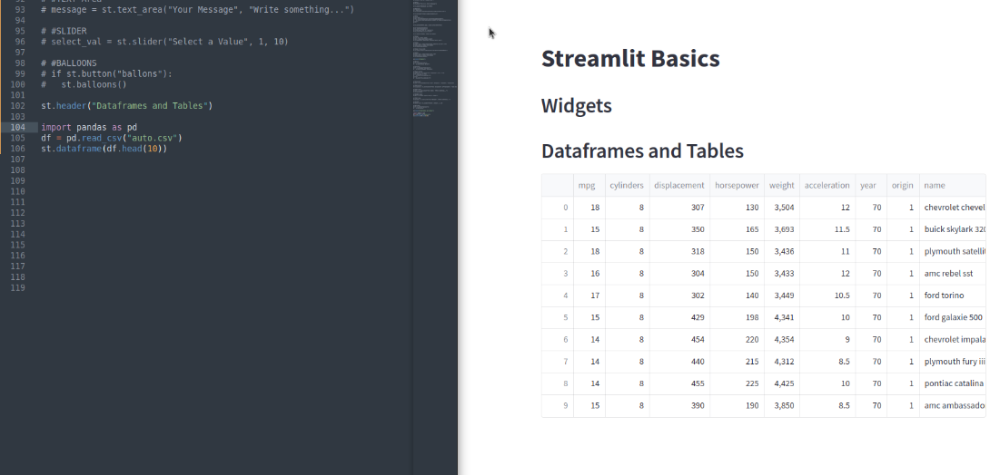 92 # #TEXT Area
93 # message = st.text_area("Your Message", "Write something...")
94
95 # #SLIDER
96 # select_val = st.slider("Select a Value", 1, 10)
97
98 # #BALLOONS
99 # if st.button("ballons"):
100 #   st.balloons()
101
102 st.header("Dataframes and Tables")
103
104 import pandas as pd
105 df = pd.read_csv("auto.csv")
106 st.dataframe(df.head(10))
107
108
109
110
111
112
113
114
115
116
117
118
119
Streamlit Basics
Widgets
Dataframes and Tables
mpg cylinders displacement horsepower weight acceleration year origin name
0 18 8 307 130 3,504 12 70 1 chevrolet chevel
1 15 8 350 165 3,693 11.5 70 1 buick skylark 320
2 18 8 318 150 3,436 11 70 1 plymouth satellit
3 16 8 304 150 3,433 12 70 1 amc rebel sst
4 17 8 302 140 3,449 10.5 70 1 ford torino
5 15 8 429 198 4,341 10 70 1 ford galaxie 500
6 14 8 454 220 4,354 9 70 1 chevrolet impala
7 14 8 440 215 4,312 8.5 70 1 plymouth fury iii
8 14 8 455 225 4,425 10 70 1 pontiac catalina
9 15 8 390 190 3,850 8.5 70 1 amc ambassado